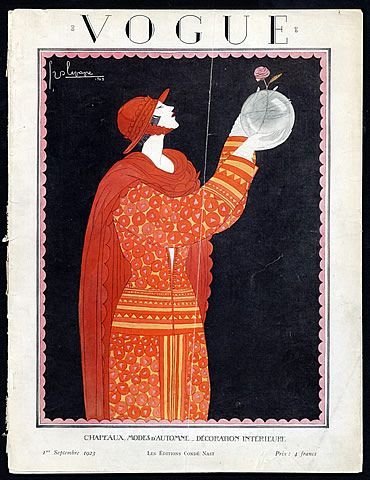 VOGUE
Lepape
CHAPEAUX, MODES D'AUTOMNE _ DÉCORATION INTÉRIEURE
1er Septembre 1923 LES ÉDITIONS CONDÉ NAST Prix : 4 francs